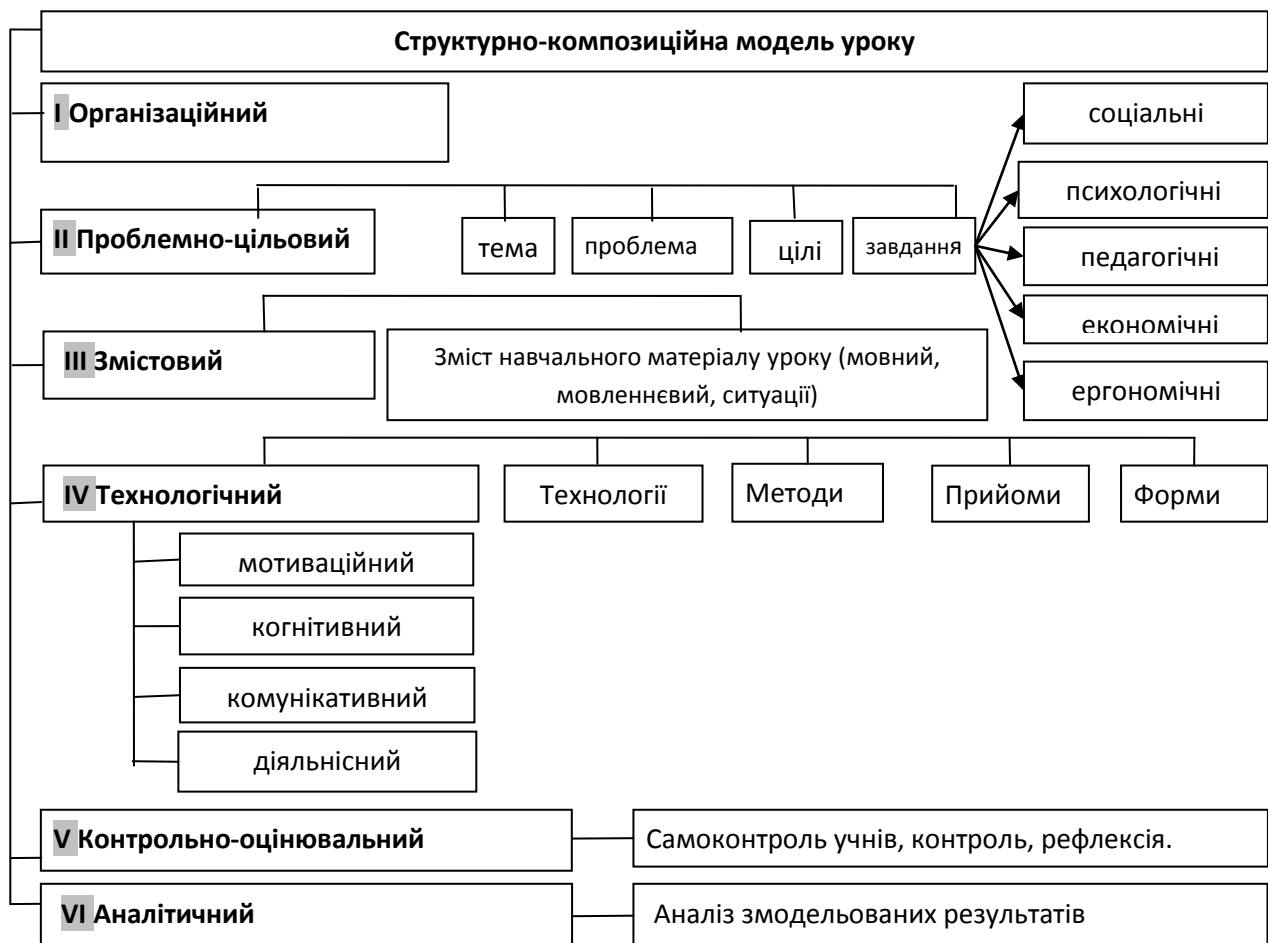 Структурно-композиційна модель уроку
I Організаційний
соціальні
психологічні
II Проблемно-цільовий
тема
проблема
цілі
завдання
педагогічні
економічні
ергономічні
III Змістовий
Зміст навчального матеріалу уроку (мовний,
мовленнєвий, ситуації)
IV Технологічний
Технології
Методи
Прийоми
Форми
мотиваційний
когнітивний
комунікативний
діяльнісний
V Контрольно-оцінювальний
Самоконтроль учнів, контроль, рефлексія.
VI Аналітичний
Аналіз змодельованих результатів